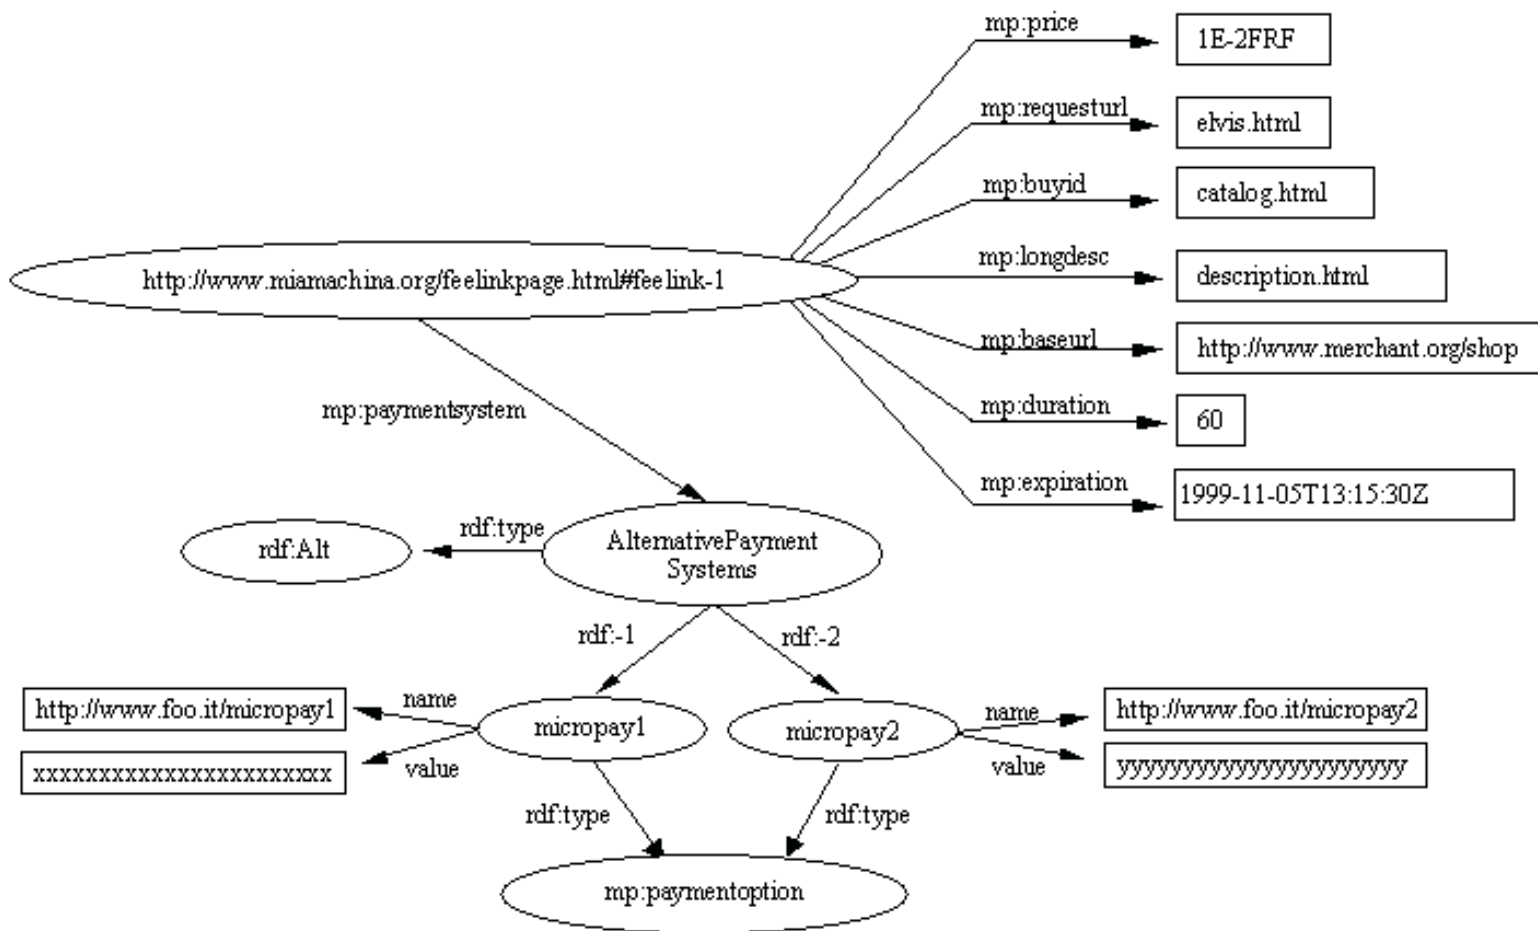 mp:price
1E-2FRF
mp:requesturl
elvis.html
mp:buyid
catalog.html
mp:longdesc
description.html
http://www.miamachina.org/feelinkpage.html#feelink-1
mp:baseurl
http://www.merchant.org/shop
mp:duration
60
mp:expiration
1999-11-05T13:15:30Z
mp:paymentsystem
rdf:type
rdf:Alt
AlternativePayment
Systems
rdf:-1
rdf:-2
name
http://www.foo.it/micropay1
micropay1
value
xxxxxxxxxxxxxxxxxxxxxxx
micropay2
name
http://www.foo.it/micropay2
value
yyyyyyyyyyyyyyyyyyyyyy
rdf:type
rdf:type
mp:paymentoption